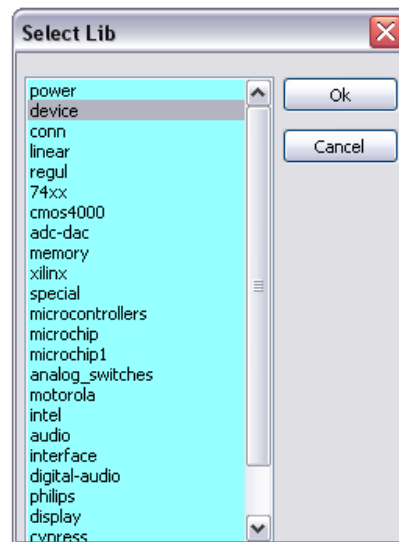 Select Lib
power
device
conn
linear
regul
74xx
cmos4000
adc-dac
memory
xilinx
special
microcontrollers
microchip
microchip1
analog_switches
motorola
intel
audio
interface
digital-audio
philips
display
cypress
Ok
Cancel